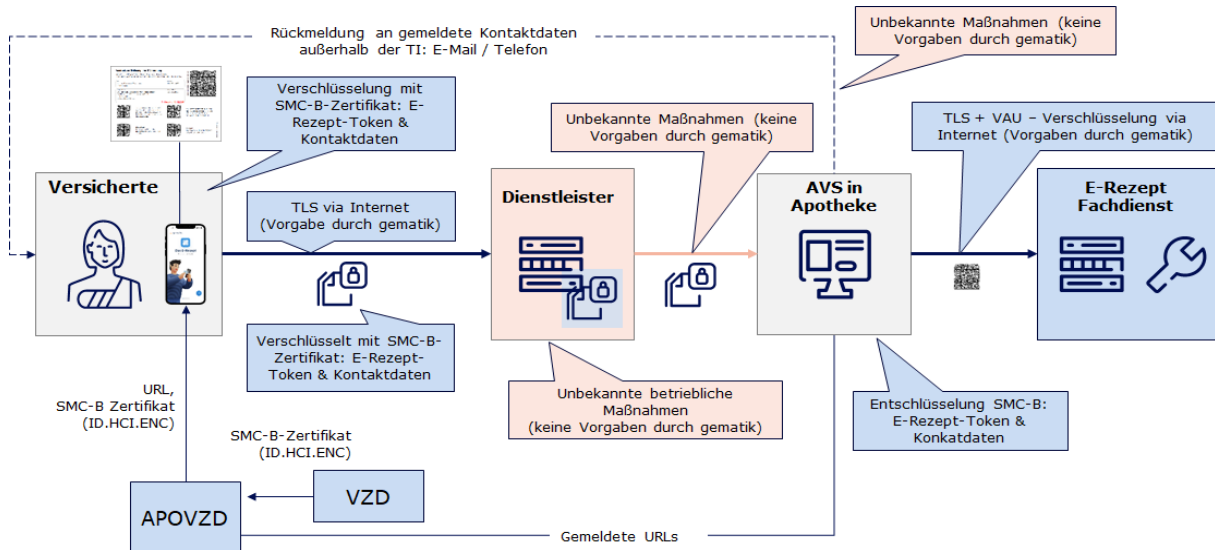 Rückmeldung an gemeldete Kontaktdaten
außerhalb der TI: E-Mail / Telefon
Unbekannte Maßnahmen (keine
Vorgaben durch gematik)
Verschlüsselung mit
SMC-B-Zertifikat: E-
Rezept-Token &
Kontaktdaten
Unbekannte Maßnahmen (keine
Vorgaben durch gematik)
TLS + VAU – Verschlüsselung via
Internet (Vorgaben durch gematik)
Versicherte
TLS via Internet
(Vorgabe durch gematik)
Dienstleister
AVS in
Apotheke
E-Rezept
Fachdienst
Verschlüsselt mit SMC-B-
Zertifikat: E-Rezept-
Token & Kontaktdaten
Unbekannte betriebliche
Maßnahmen
(keine Vorgaben durch gematik)
Entschlüsselung SMC-B:
E-Rezept-Token &
Konkatdaten
URL,
SMC-B Zertifikat
(ID.HCI.ENC)
SMC-B-Zertifikat
(ID.HCI.ENC)
APOVZD
VZD
Gemeldete URLs